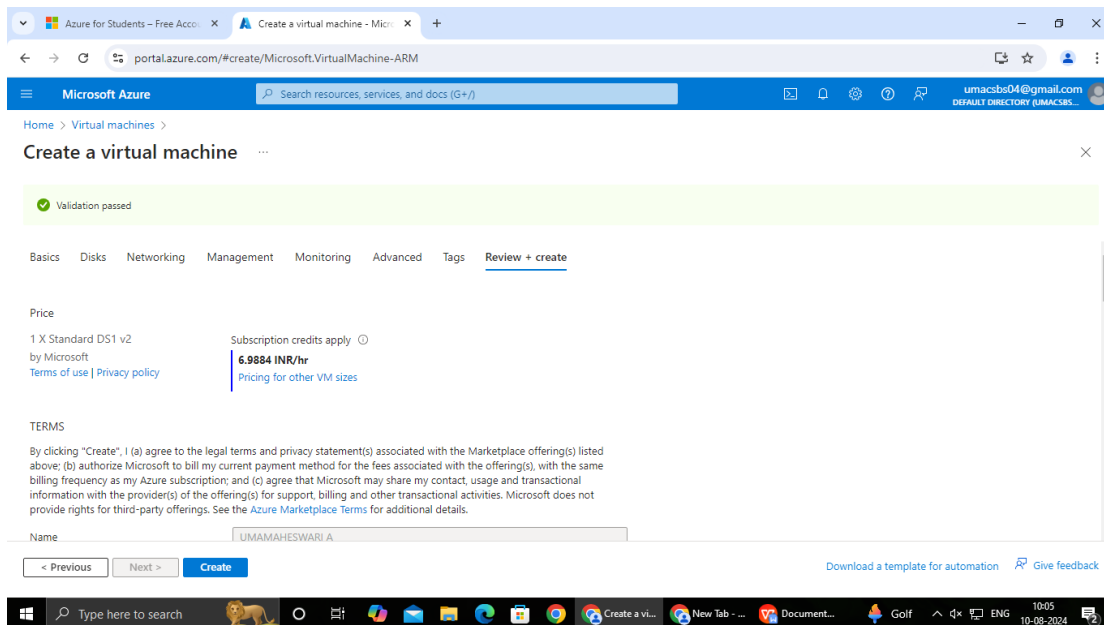 Azure for Students – Free Accou
Create a virtual machine - Micro
portal.azure.com/#create/Microsoft.VirtualMachine-ARM
Microsoft Azure
Search resources, services, and docs (G+/)
umacsbs04@gmail.com
DEFAULT DIRECTORY (UMACSBS...
Home > Virtual machines >
Create a virtual machine ...
Validation passed
Basics Disks Networking Management Monitoring Advanced Tags Review + create
Price
1 X Standard DS1 v2
by Microsoft
Terms of use | Privacy policy
Subscription credits apply
6.9884 INR/hr
Pricing for other VM sizes
TERMS
By clicking "Create", I (a) agree to the legal terms and privacy statement(s) associated with the Marketplace offering(s) listed
above; (b) authorize Microsoft to bill my current payment method for the fees associated with the offering(s), with the same
billing frequency as my Azure subscription; and (c) agree that Microsoft may share my contact, usage and transactional
information with the provider(s) of the offering(s) for support, billing and other transactional activities. Microsoft does not
provide rights for third-party offerings. See the Azure Marketplace Terms for additional details.
Name UMAMAHESWARI A
< Previous Next > Create
Download a template for automation Give feedback
Type here to search
Create a vi...
New Tab - ...
Document...
Golf
ENG
10:05
10-08-2024
2